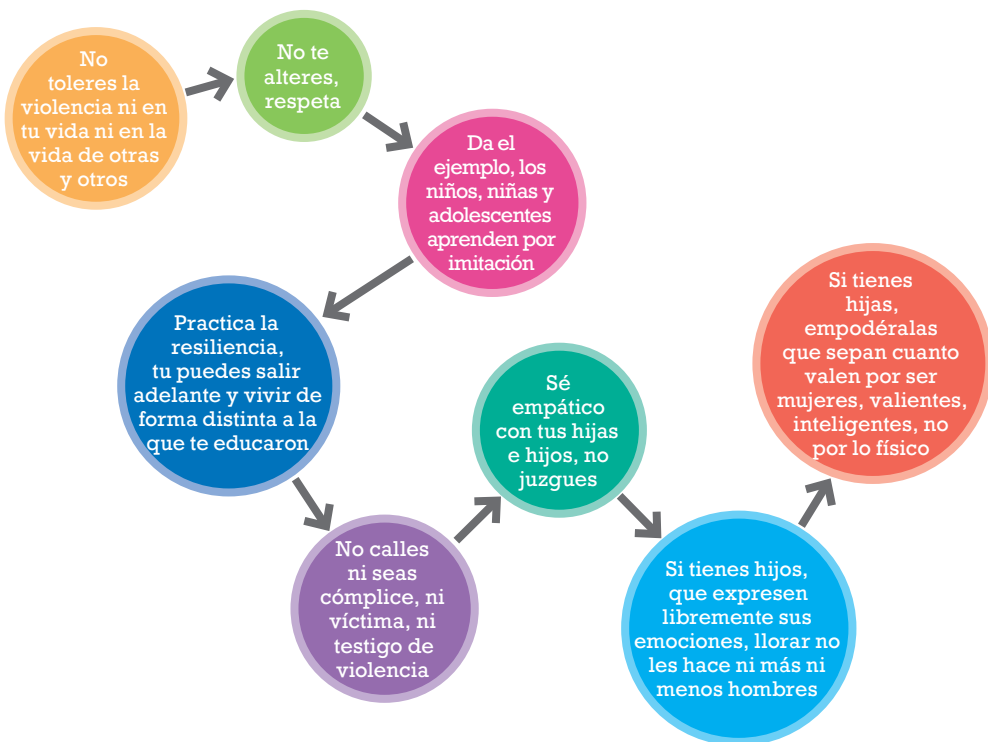 No
toleres la
violencia ni en
tu vida ni en la
vida de otras
y otros
No te
alteres,
respeta
Da el
ejemplo, los
niños, niñas y
adolescentes
aprenden por
imitación
Practica la
resiliencia,
tu puedes salir
adelante y vivir de
forma distinta a la
que te educaron
No calles
ni seas
cómplice, ni
víctima, ni
testigo de
violencia
Sé
empático
con tus hijas
e hijos, no
juzgues
Si tienes hijos,
que expresen
libremente sus
emociones, llorar no
les hace ni más ni
menos hombres
Si tienes
hijas,
empodéralas
que sepan cuanto
valen por ser
mujeres, valientes,
inteligentes, no
por lo físico